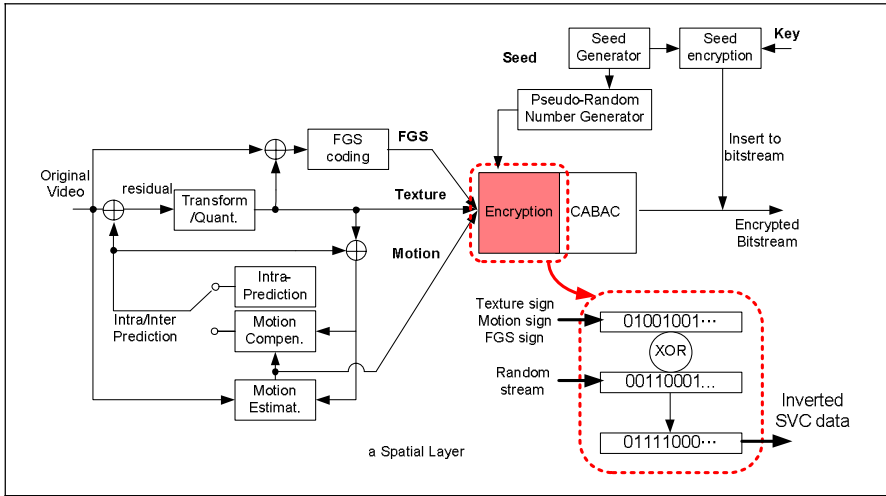 Seed
Seed
Generator
Seed
encryption
Key
Pseudo-Random
Number Generator
FGS
coding
FGS
Insert to
bitstream
Original
Video
residual
Transform
/Quant.
Texture
Encryption
CABAC
Encrypted
Bitstream
Motion
Intra-
Prediction
Intra/Inter
Prediction
Motion
Compen.
Motion
Estimat.
Texture sign
Motion sign
FGS sign
01001001···
XOR
Random
stream
00110001...
01111000···
Inverted
SVC data
a Spatial Layer